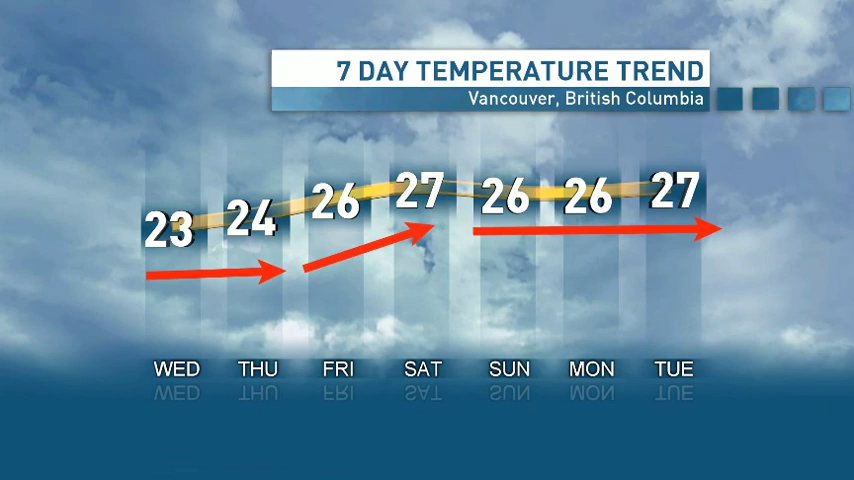 7 DAY TEMPERATURE TREND
Vancouver, British Columbia
23 24 26 27 26 26 27
WED THU FRI SAT SUN MON TUE